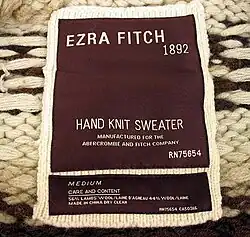 EZRA FITCH
1892
HAND KNIT SWEATER
MANUFACTURED FOR THE
ABERCROMBIE AND FITCH COMPANY
RN75654
MEDIUM
CARE AND CONTENT
56% LAMBS WOOL/LAINE D'AGNEAU 44% WOOL/LAINE
MADE IN CHINA DRY CLEAN
RN75654